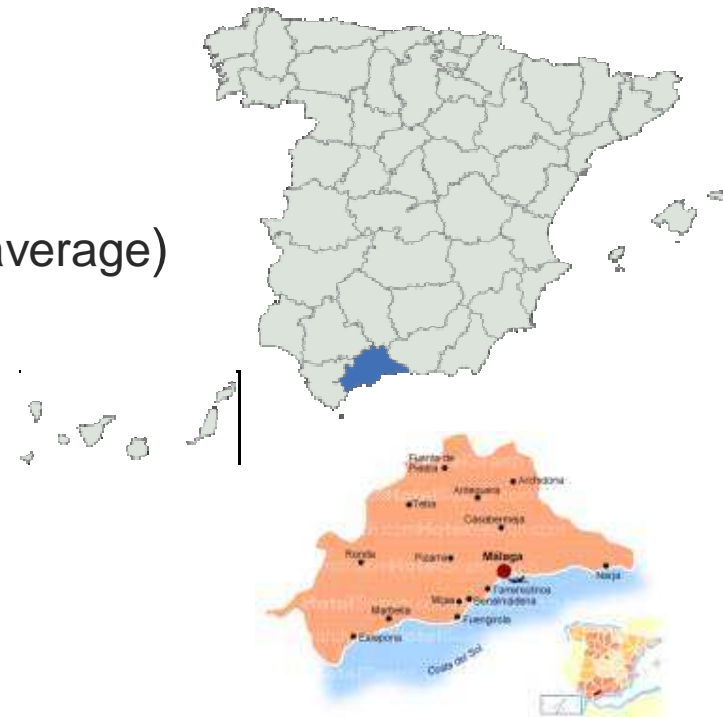 average)
Fuente de
Piedra
Archidona
Antequera
Teba
Casabermeja
Ronda
Pizarra
Málaga
Nerja
Torremolinos
Mijas
Benalmádena
Marbella
Fuengirola
Estepona
Costa del Sol